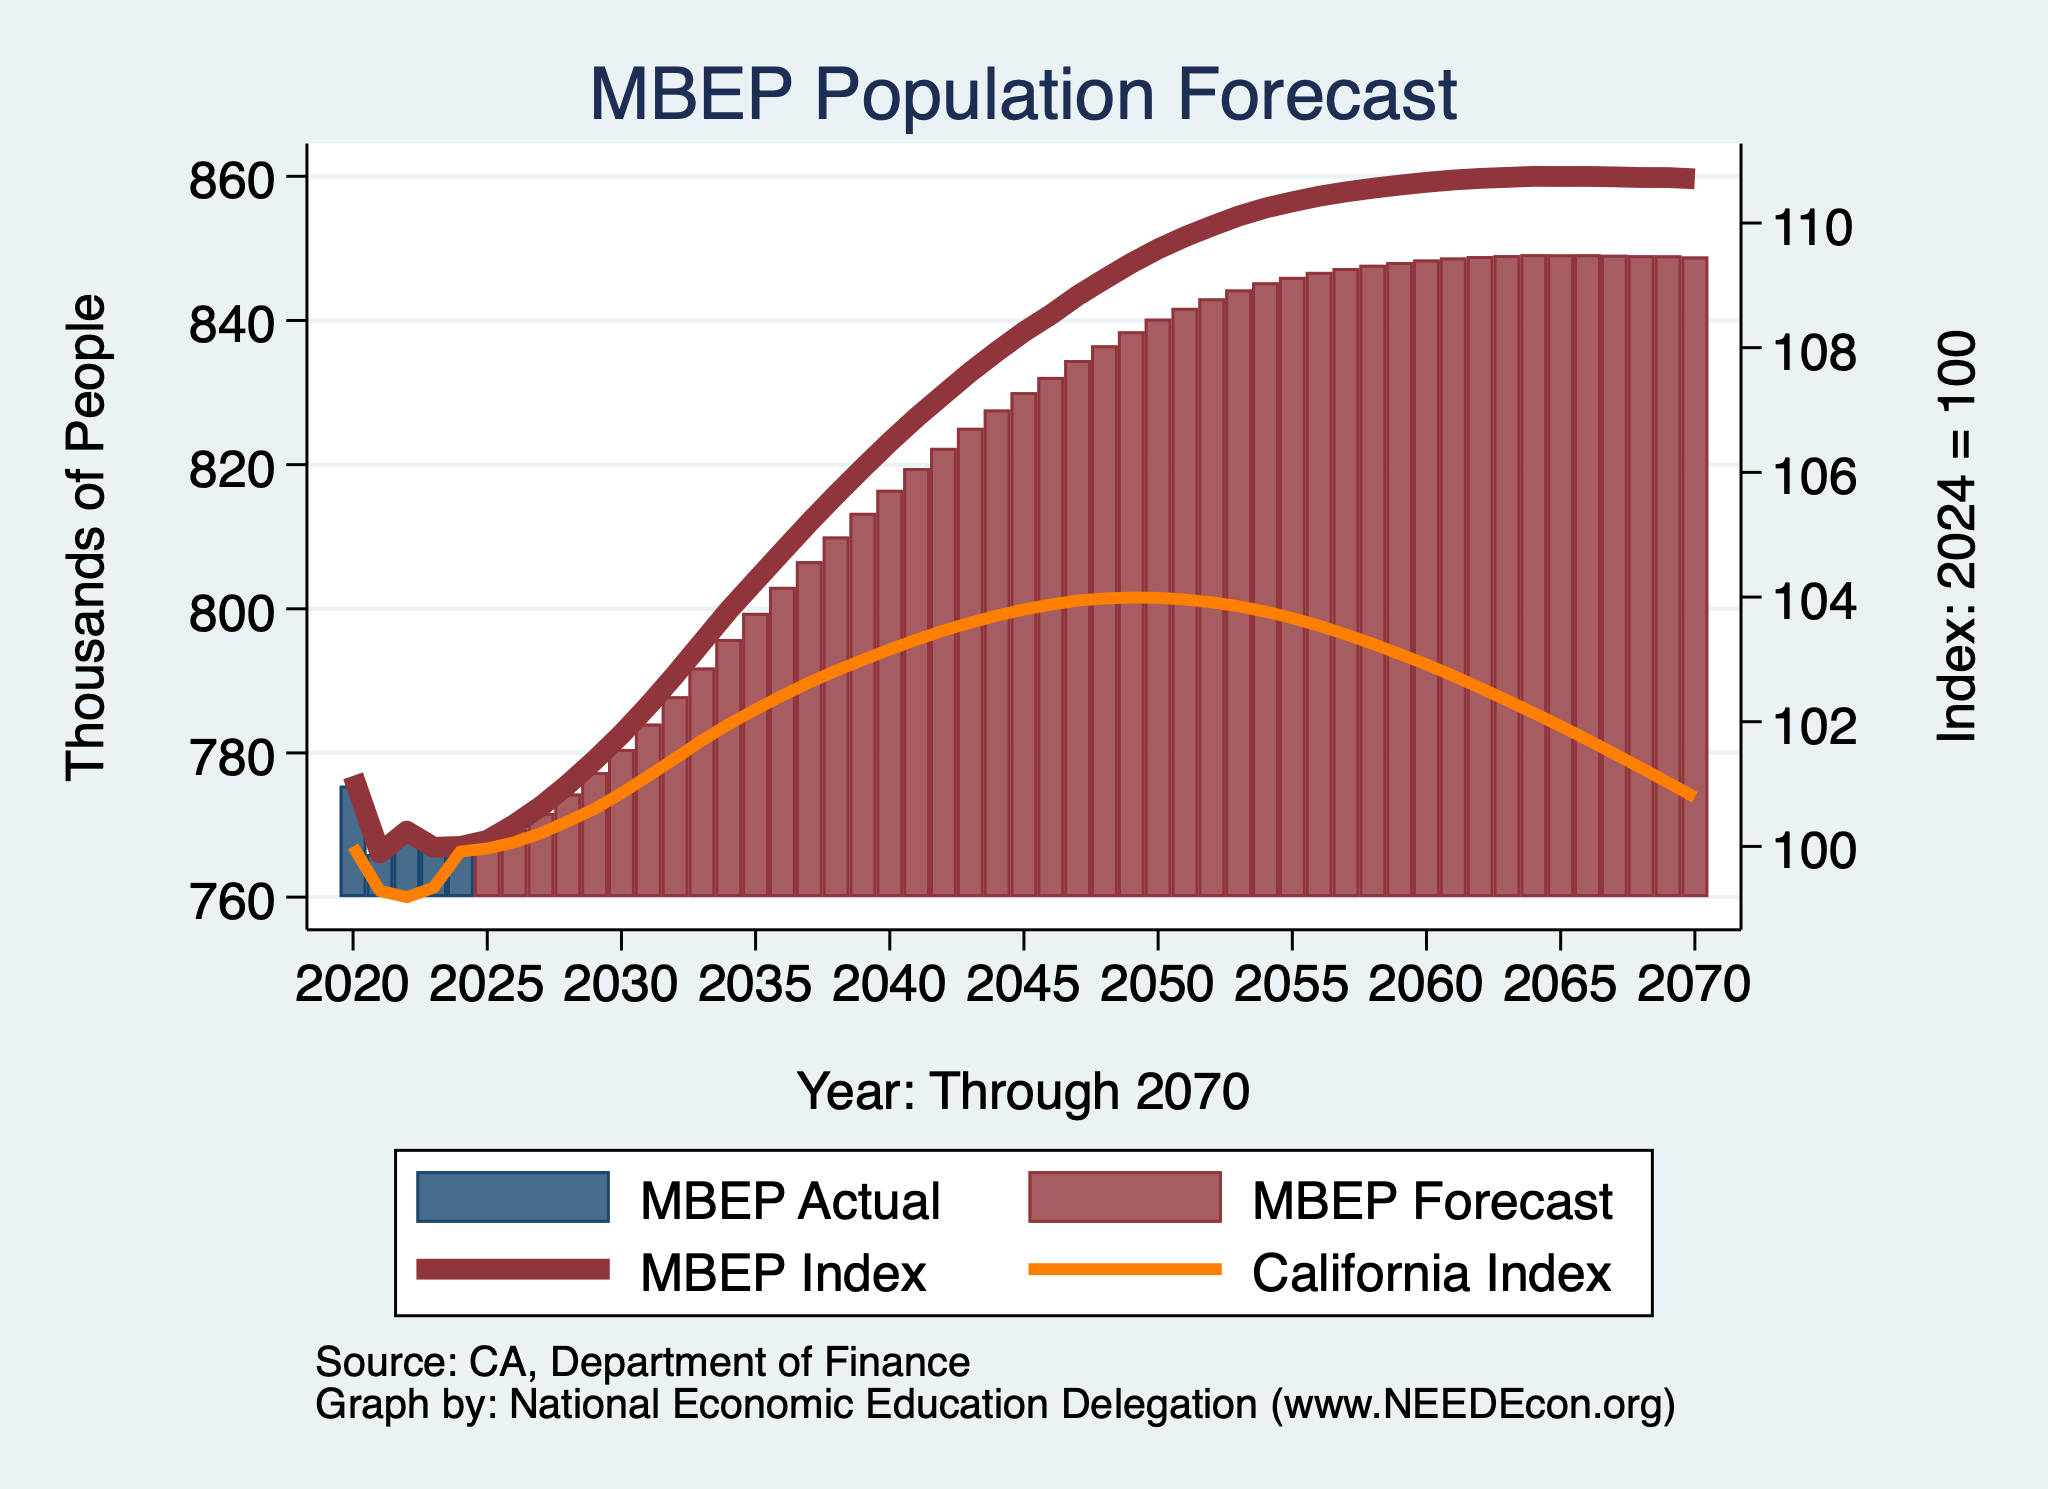 MBEP Population Forecast
860
840
820
800
780
760
Thousands of People
110
108
106
104
102
100
Index: 2024 = 100
2020 2025 2030 2035 2040 2045 2050 2055 2060 2065 2070
Year: Through 2070
MBEP Actual MBEP Forecast
MBEP Index California Index
Source: CA, Department of Finance
Graph by: National Economic Education Delegation (www.NEEDEcon.org)